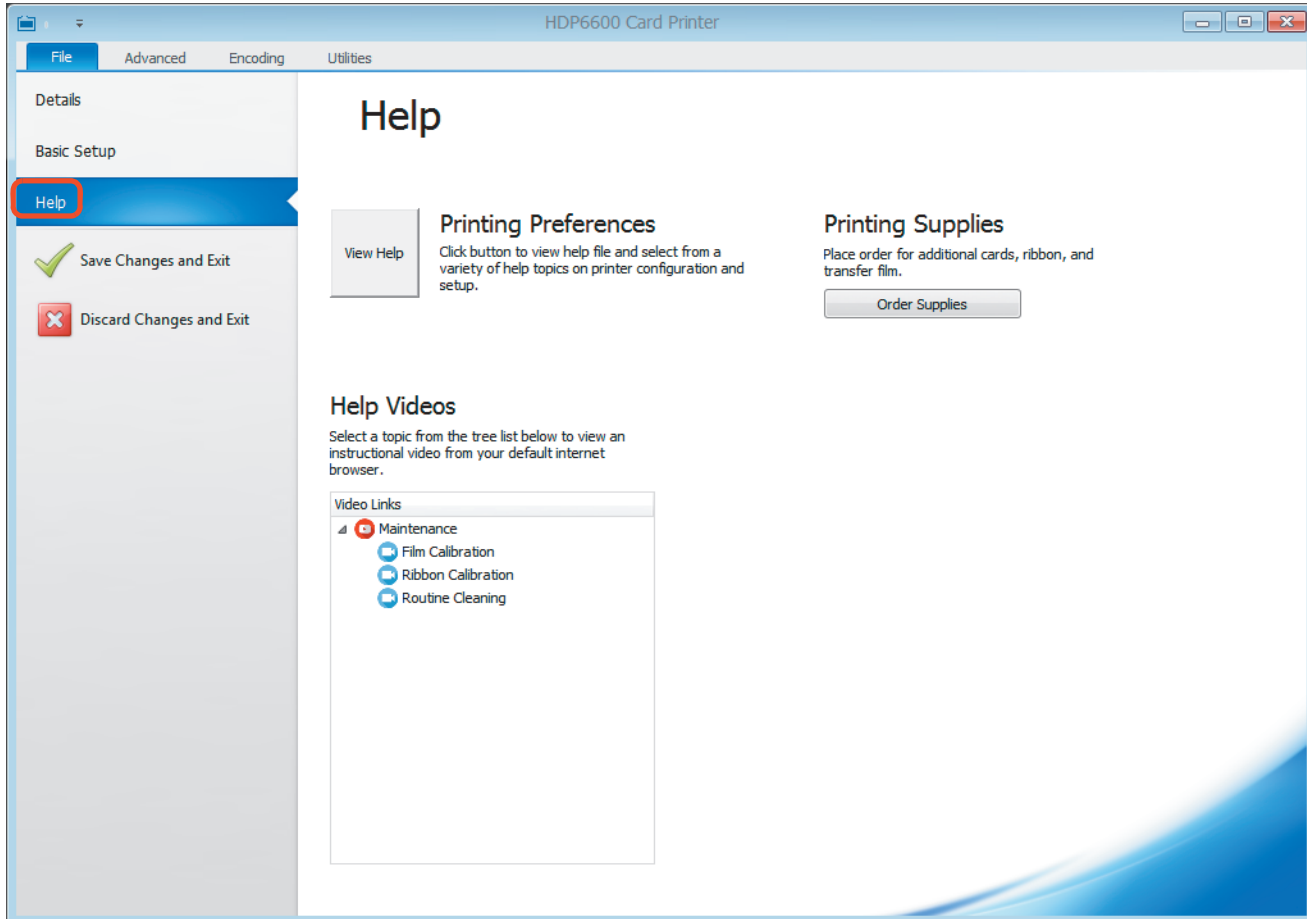 HDP6600 Card Printer
File Advanced Encoding Utilities
Details
Basic Setup
Help
Save Changes and Exit
Discard Changes and Exit
Help
View Help
Printing Preferences
Click button to view help file and select from a
variety of help topics on printer configuration and
setup.
Printing Supplies
Place order for additional cards, ribbon, and
transfer film.
Order Supplies
Help Videos
Select a topic from the tree list below to view an
instructional video from your default internet
browser.
Video Links
Maintenance
Film Calibration
Ribbon Calibration
Routine Cleaning